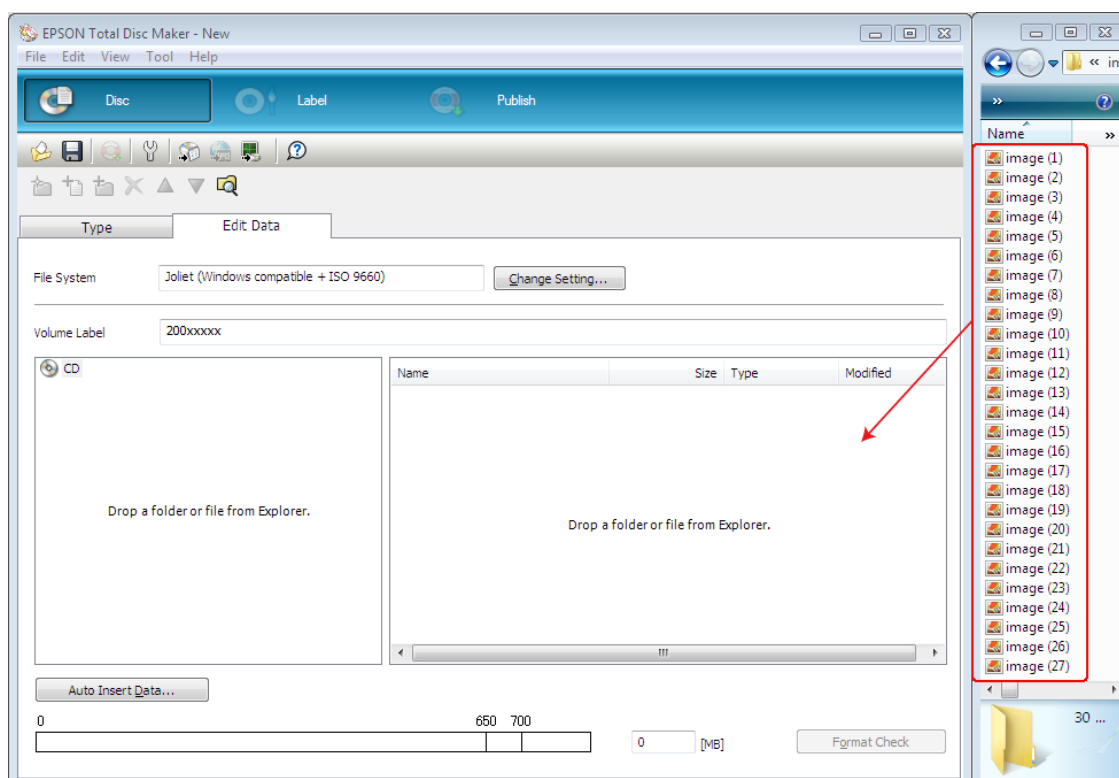 EPSON Total Disc Maker - New
File Edit View Tool Help
Disc Label Publish
Type Edit Data
File System Joliet (Windows compatible + ISO 9660) Change Setting...
Volume Label 200xxxxx
CD
Name Size Type Modified
Drop a folder or file from Explorer.
Drop a folder or file from Explorer.
Auto Insert Data...
0 650 700
0 [MB] Format Check
« in
»
Name »
image (1)
image (2)
image (3)
image (4)
image (5)
image (6)
image (7)
image (8)
image (9)
image (10)
image (11)
image (12)
image (13)
image (14)
image (15)
image (16)
image (17)
image (18)
image (19)
image (20)
image (21)
image (22)
image (23)
image (24)
image (25)
image (26)
image (27)
30 ...